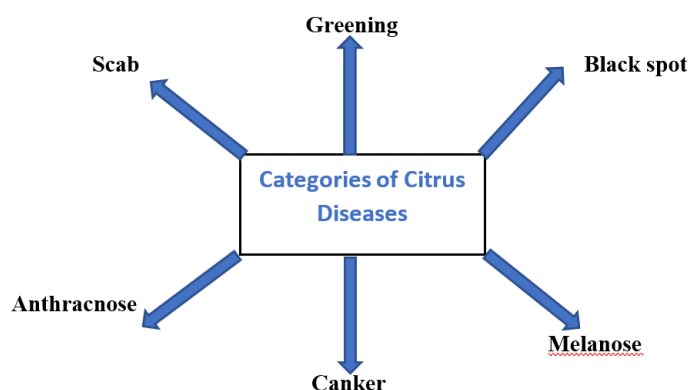 Greening
Scab
Black spot
Categories of Citrus
Diseases
Anthracnose
Melanose
Canker